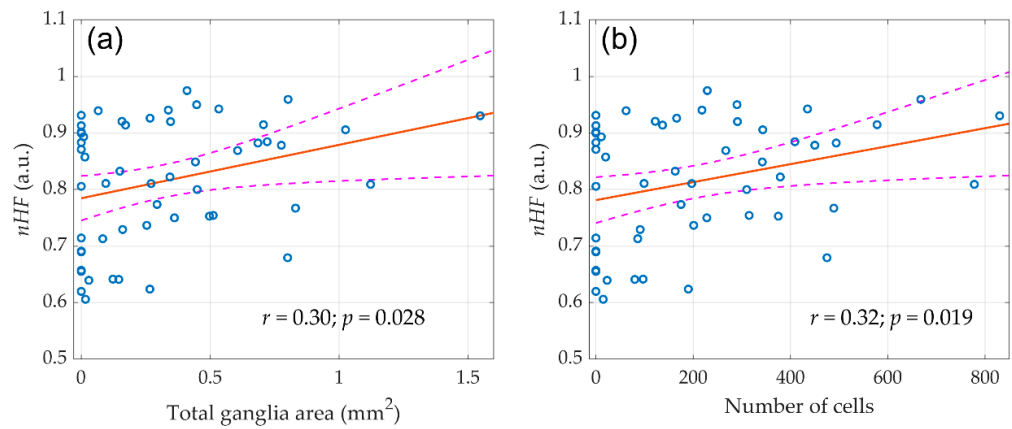 (a)
nHF (a.u.)
1.1
1
0.9
0.8
0.7
0.6
0.5
r = 0.30; p = 0.028
0 0.5 1 1.5
Total ganglia area (mm²)
(b)
nHF (a.u.)
1.1
1
0.9
0.8
0.7
0.6
0.5
r = 0.32; p = 0.019
0 200 400 600 800
Number of cells